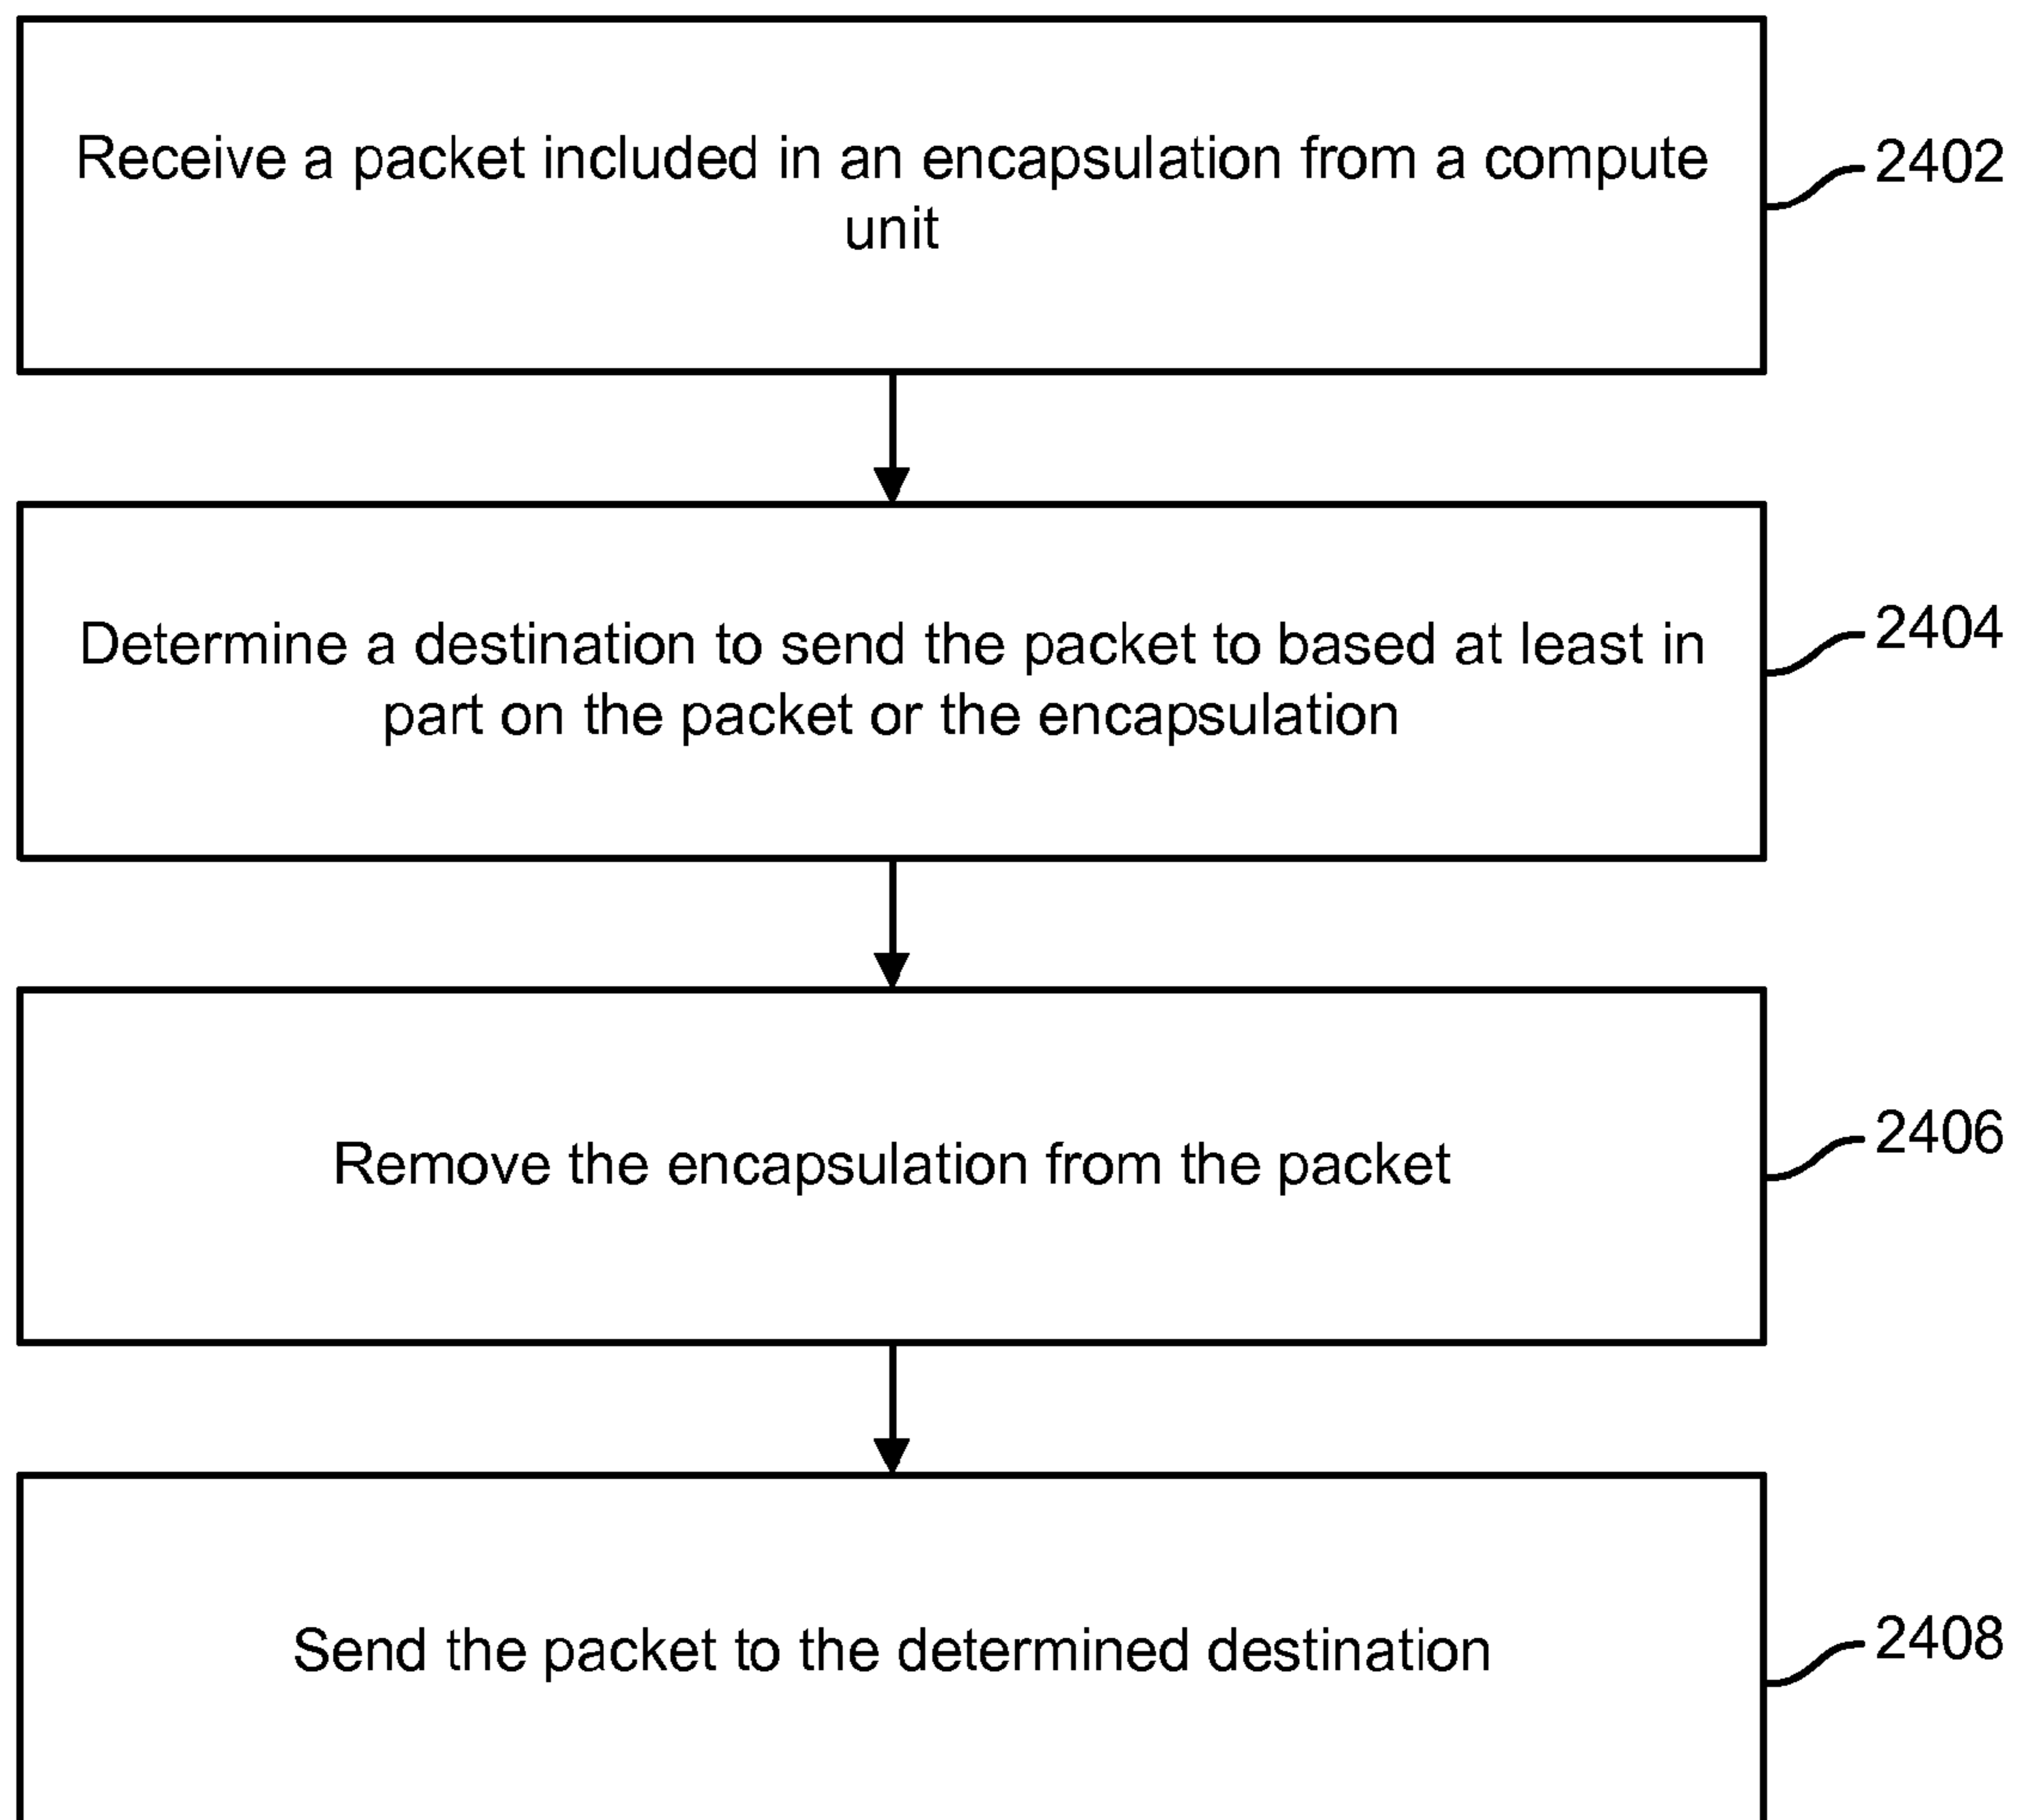 Receive a packet included in an encapsulation from a compute
unit
2402
Determine a destination to send the packet to based at least in
part on the packet or the encapsulation
2404
Remove the encapsulation from the packet
2406
Send the packet to the determined destination
2408